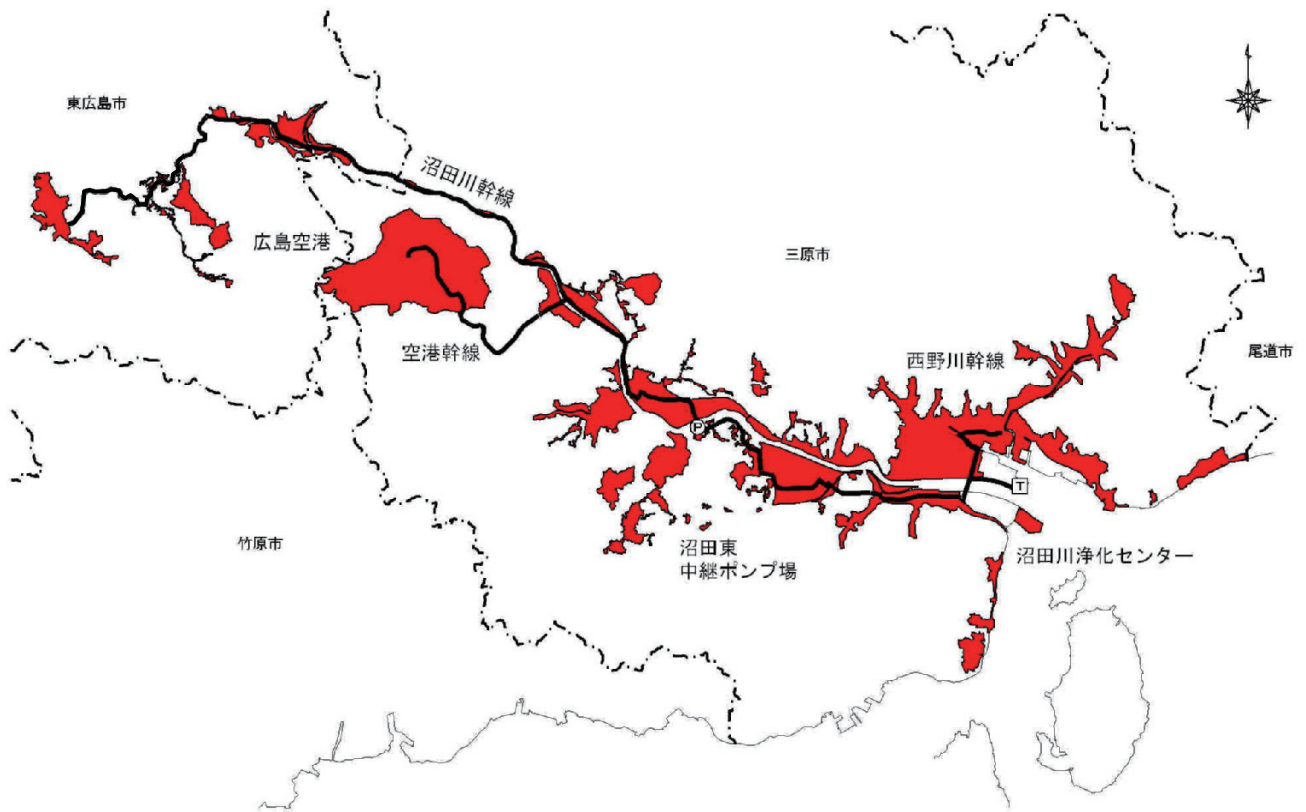 東広島市
沼田川幹線
広島空港
三原市
空港幹線
西野川幹線
尾道市
P
T
竹原市
沼田東
中継ポンプ場
沼田川浄化センター